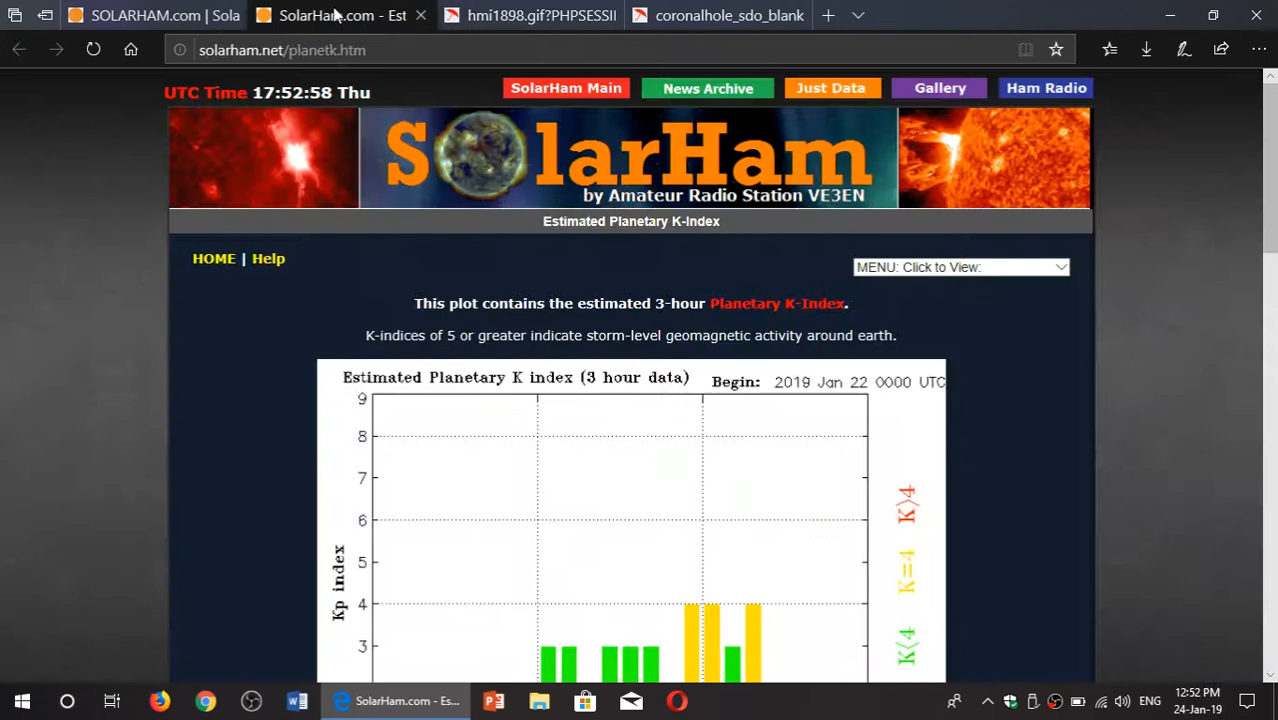 SOLARHAM.com | Sola
SolarHam.com - Est
hmi1898.gif?PHPSESSII
coronalhole_sdo_blank
solarham.net/planetk.htm
UTC Time 17:52:58 Thu
SolarHam Main
News Archive
Just Data
Gallery
Ham Radio
SolarHam
by Amateur Radio Station VE3EN
Estimated Planetary K-Index
HOME | Help
MENU: Click to View:
This plot contains the estimated 3-hour Planetary K-Index.
K-indices of 5 or greater indicate storm-level geomagnetic activity around earth.
Estimated Planetary K index (3 hour data)
Begin: 2019 Jan 22 0000 UTC
9
8
7
6
5
4
3
Kp index
K>4
K=4
K<4
SolarHam.com - Es...
ENG
12:52 PM
24-Jan-19